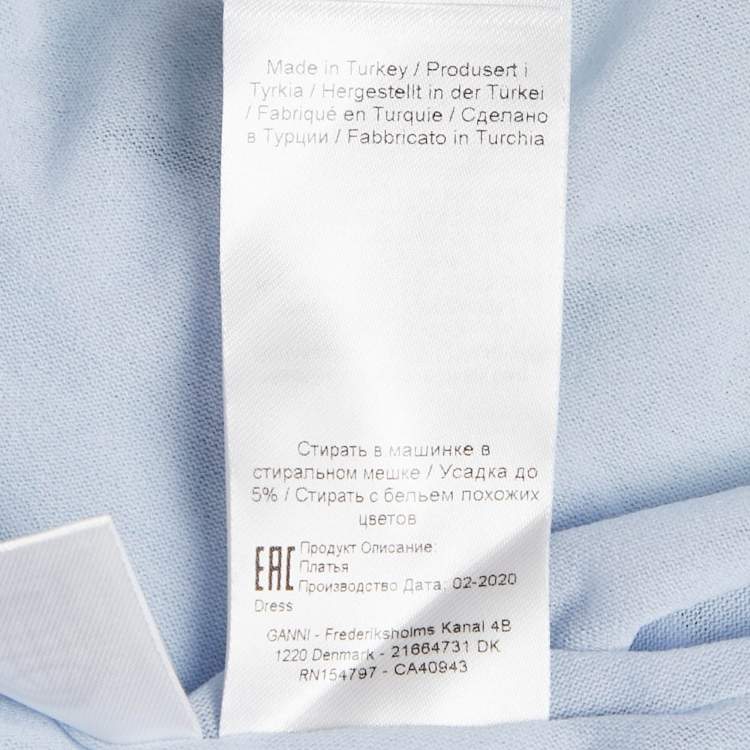 Made in Turkey / Produsert i
Tyrkia / Hergestellt in der Türkei
/ Fabriqué en Turquie / Сделано
в Турции / Fabbricato in Turchia
Стирать в машинке в
стиральном мешке / Усадка до
5% / Стирать с бельем похожих
цветов
EAC
Продукт Описание:
Платья
Производство Дата: 02-2020
Dress
GANNI - Frederiksholms Kanal 4B
1220 Denmark - 21664731 DK
RN154797 - CA40943